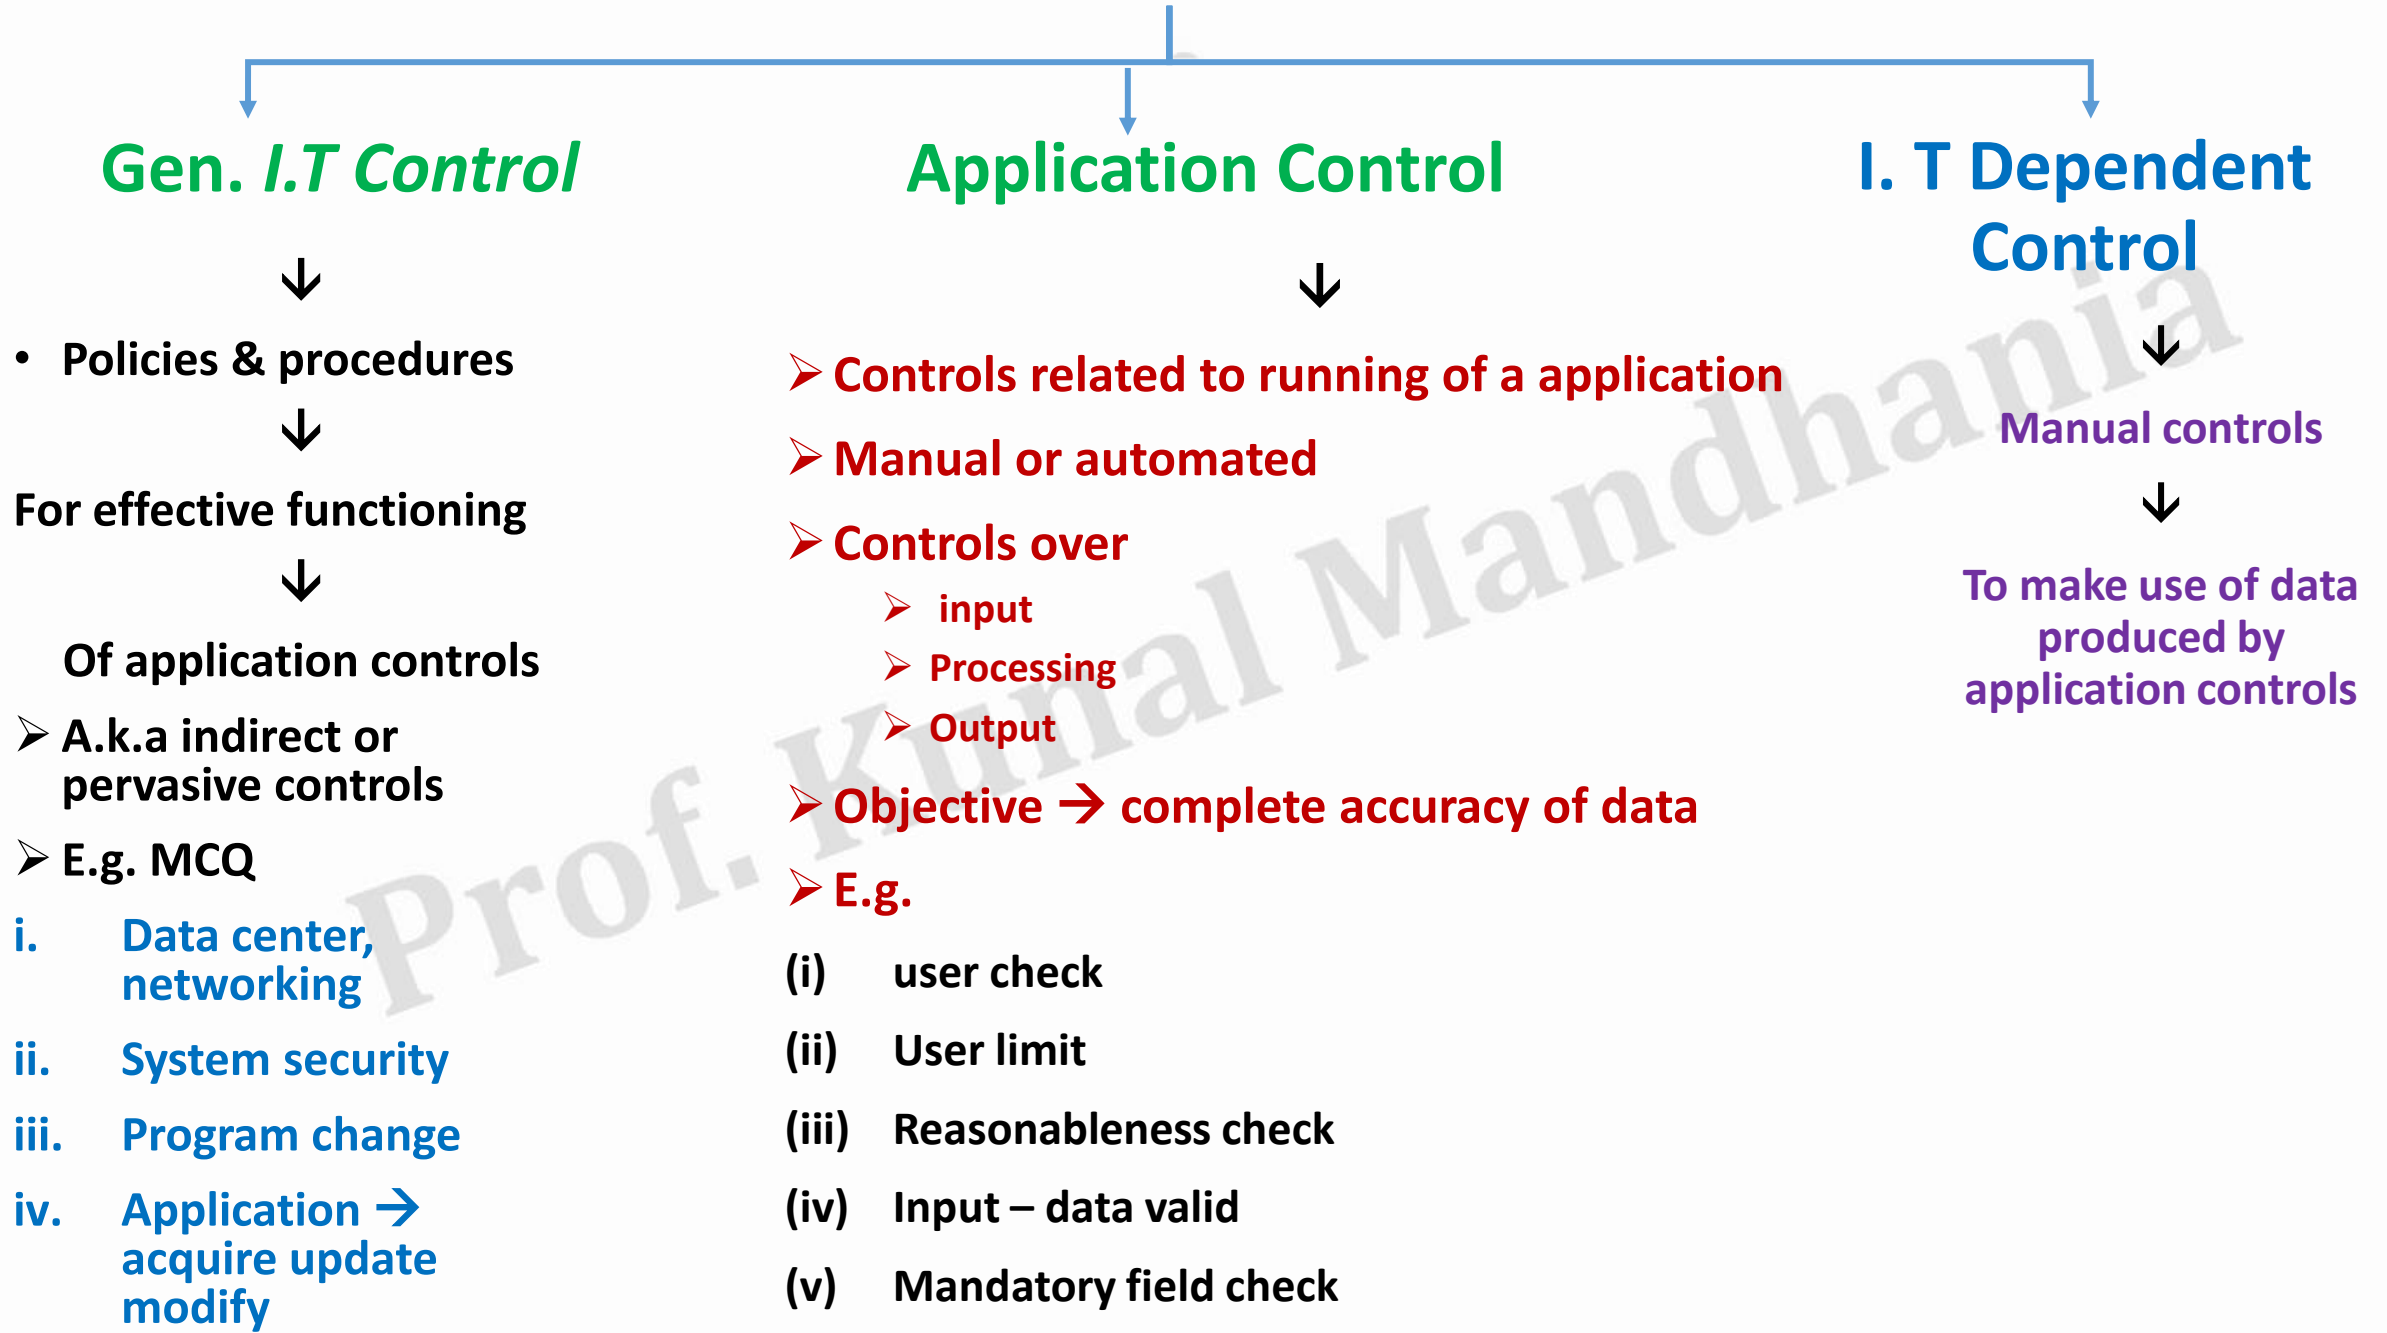 Gen. I.T Control
• Policies & procedures
For effective functioning
Of application controls
➢ A.k.a indirect or
pervasive controls
➢ E.g. MCQ
i. Data center,
networking
ii. System security
iii. Program change
iv. Application →
acquire update
modify
Application Control
➢ Controls related to running of a application
➢ Manual or automated
➢ Controls over
➢ input
➢ Processing
➢ Output
➢ Objective → complete accuracy of data
➢ E.g.
(i) user check
(ii) User limit
(iii) Reasonableness check
(iv) Input – data valid
(v) Mandatory field check
I. T Dependent
Control
Manual controls
To make use of data
produced by
application controls
Prof. Kunal Mandhania